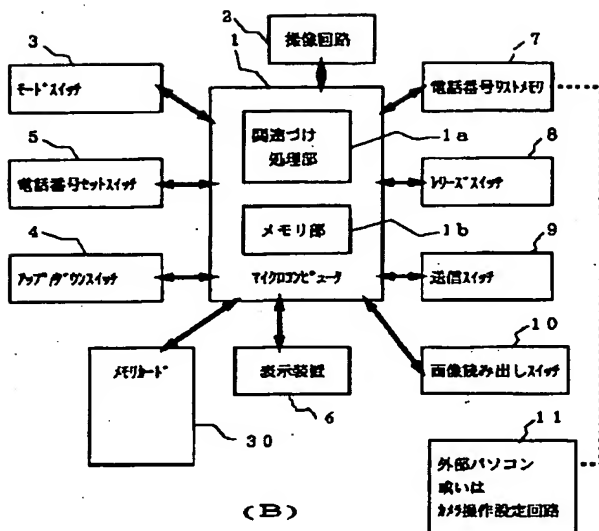 2
撮像回路
3
モードスイッチ
1
7
電話番号リストメモリ
関連づけ
処理部
1a
5
電話番号セットスイッチ
8
レリーズスイッチ
メモリ部
1b
4
アップ/ダウンスイッチ
マイクロコンピュータ
9
送信スイッチ
メモリカード
30
表示装置
6
10
画像読み出しスイッチ
11
外部パソコン
或いは
カメラ操作設定回路
(B)